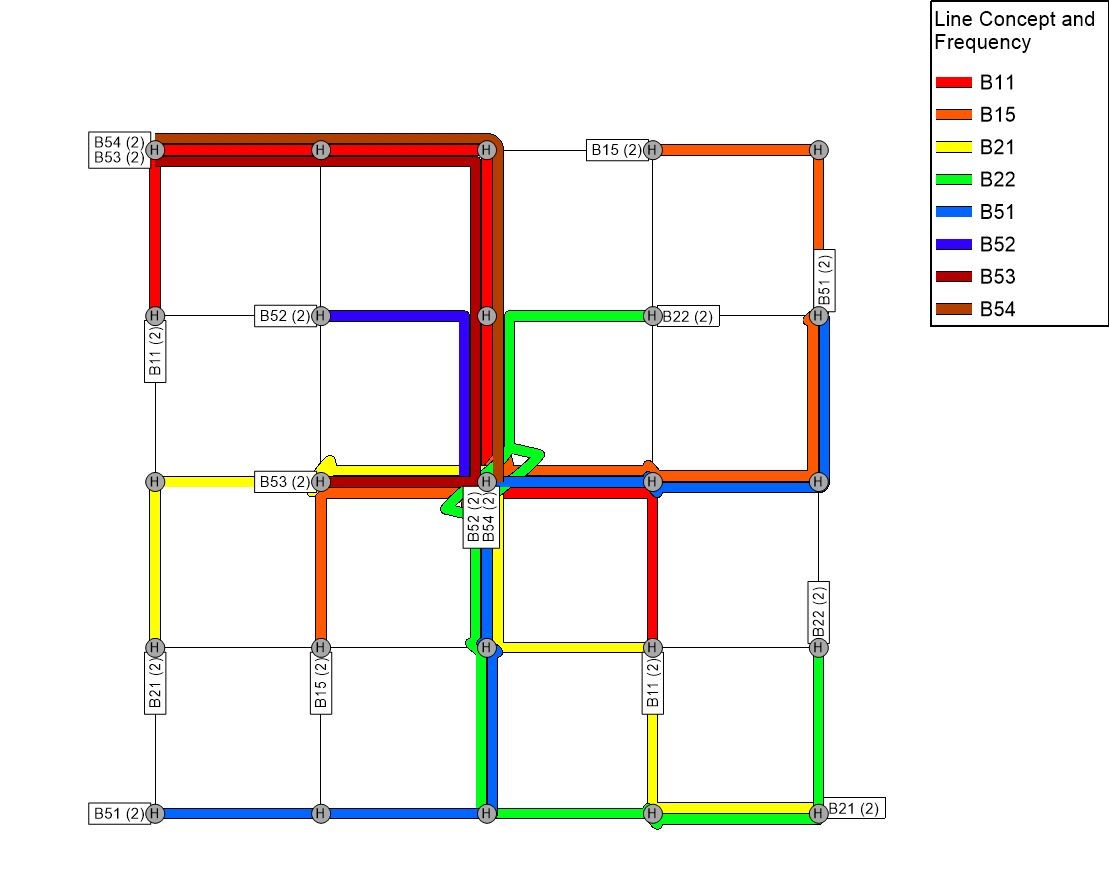 Line Concept and
Frequency
B11
B15
B21
B22
B51
B52
B53
B54
B54 (2)
B53 (2)
H
H
H
B15 (2)
H
H
B51 (2)
H
B52 (2)
H
H
H
B22 (2)
H
B11 (2)
H
B53 (2)
H
H
H
H
B52 (2)
B54 (2)
B22 (2)
H
H
H
H
H
B21 (2)
B15 (2)
B11 (2)
B51 (2)
H
H
H
H
H
B21 (2)